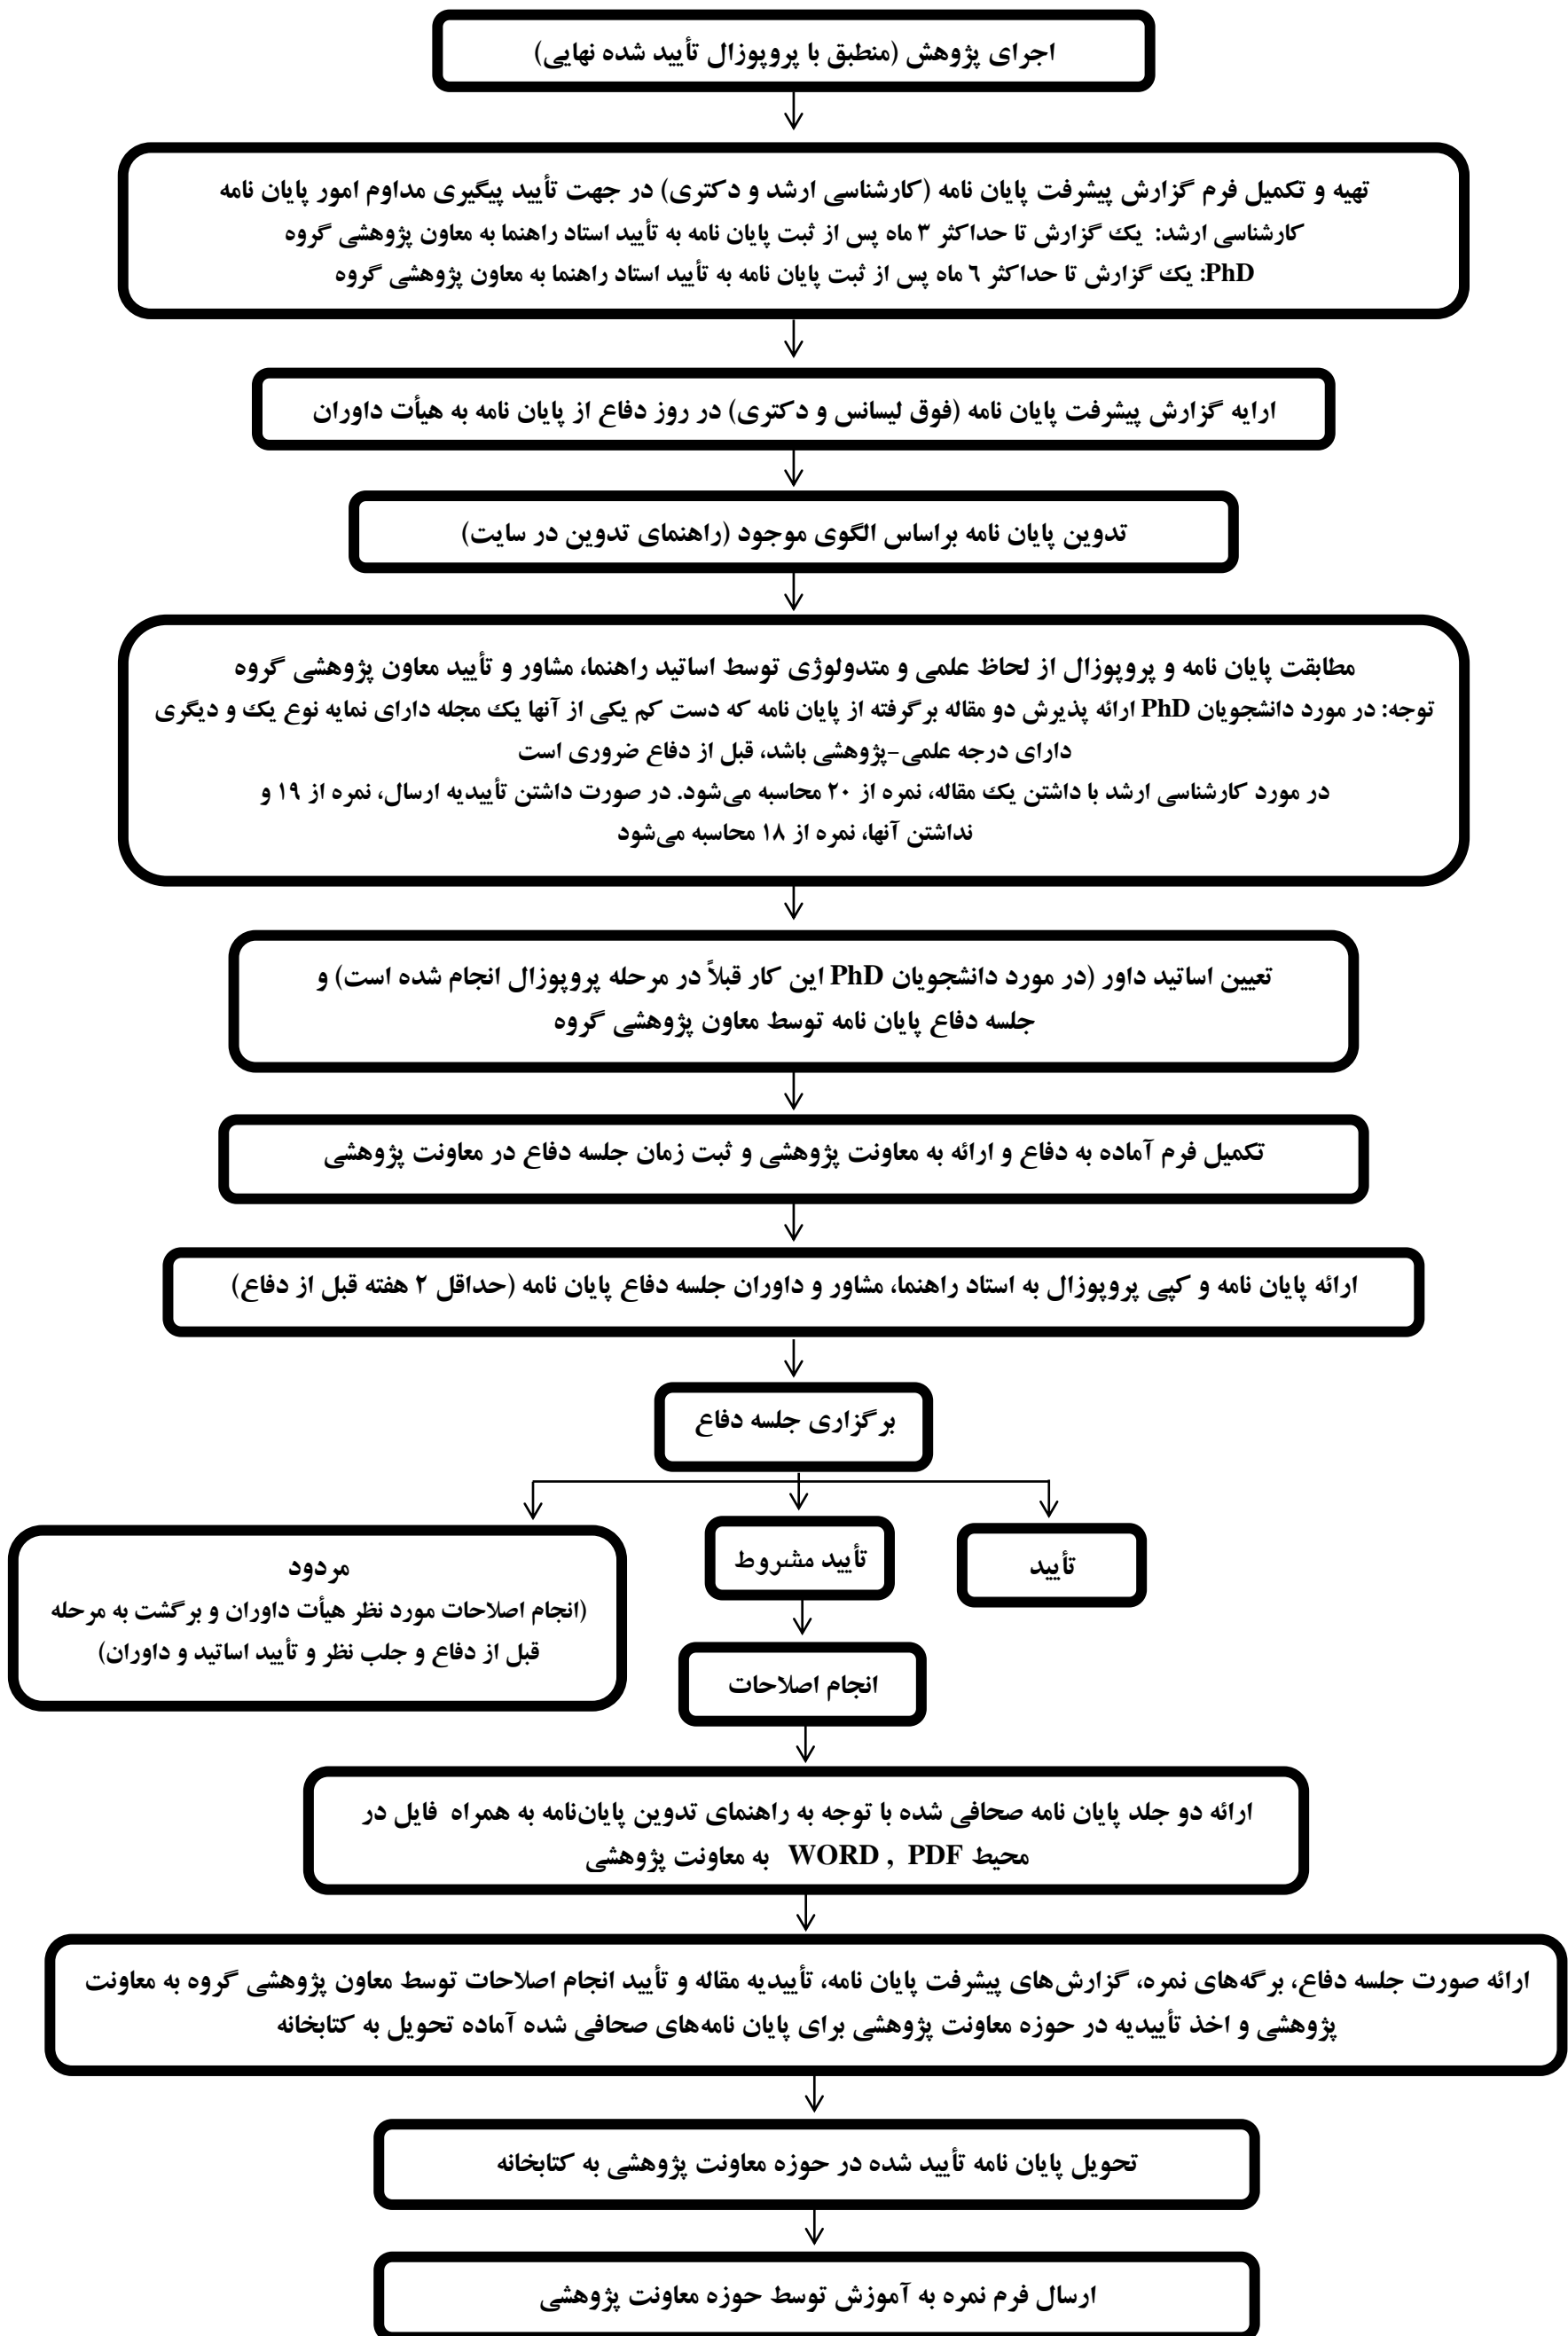 اجرای پژوهش (منطبق با پروپوزال تأیید شده نهایی)
تهیه و تکمیل فرم گزارش پیشرفت پایان نامه (کارشناسی ارشد و دکتری) در جهت تأیید پیگیری مداوم امور پایان نامه
کارشناسی ارشد: یک گزارش تا حداکثر ۳ ماه پس از ثبت پایان نامه به تأیید استاد راهنما به معاون پژوهشی گروه
PhD: یک گزارش تا حداکثر ٦ ماه پس از ثبت پایان نامه به تأیید استاد راهنما به معاون پژوهشی گروه
ارایه گزارش پیشرفت پایان نامه (فوق لیسانس و دکتری) در روز دفاع از پایان نامه به هیأت داوران
تدوین پایان نامه براساس الگوی موجود (راهنمای تدوین در سایت)
مطابقت پایان نامه و پروپوزال از لحاظ علمی و متدولوژی توسط اساتید راهنما، مشاور و تأیید معاون پژوهشی گروه
توجه: در مورد دانشجویان PhD ارائه پذیرش دو مقاله برگرفته از پایان نامه که دست کم یکی از آنها یک مجله دارای نمایه نوع یک و دیگری
دارای درجه علمی-پژوهشی باشد، قبل از دفاع ضروری است
در مورد کارشناسی ارشد با داشتن یک مقاله، نمره از ۲۰ محاسبه می‌شود. در صورت داشتن تأییدیه ارسال، نمره از ۱۹ و
نداشتن آنها، نمره از ۱۸ محاسبه می‌شود
تعیین اساتید داور (در مورد دانشجویان PhD این کار قبلاً در مرحله پروپوزال انجام شده است) و
جلسه دفاع پایان نامه توسط معاون پژوهشی گروه
تکمیل فرم آماده به دفاع و ارائه به معاونت پژوهشی و ثبت زمان جلسه دفاع در معاونت پژوهشی
ارائه پایان نامه و کپی پروپوزال به استاد راهنما، مشاور و داوران جلسه دفاع پایان نامه (حداقل ۲ هفته قبل از دفاع)
برگزاری جلسه دفاع
تأیید
تأیید مشروط
مردود
(انجام اصلاحات مورد نظر هیأت داوران و برگشت به مرحله
قبل از دفاع و جلب نظر و تأیید اساتید و داوران)
انجام اصلاحات
ارائه دو جلد پایان نامه صحافی شده با توجه به راهنمای تدوین پایان‌نامه به همراه فایل در
محیط WORD , PDF به معاونت پژوهشی
ارائه صورت جلسه دفاع، برگه‌های نمره، گزارش‌های پیشرفت پایان نامه، تأییدیه مقاله و تأیید انجام اصلاحات توسط معاون پژوهشی گروه به معاونت
پژوهشی و اخذ تأییدیه در حوزه معاونت پژوهشی برای پایان نامه‌های صحافی شده آماده تحویل به کتابخانه
تحویل پایان نامه تأیید شده در حوزه معاونت پژوهشی به کتابخانه
ارسال فرم نمره به آموزش توسط حوزه معاونت پژوهشی